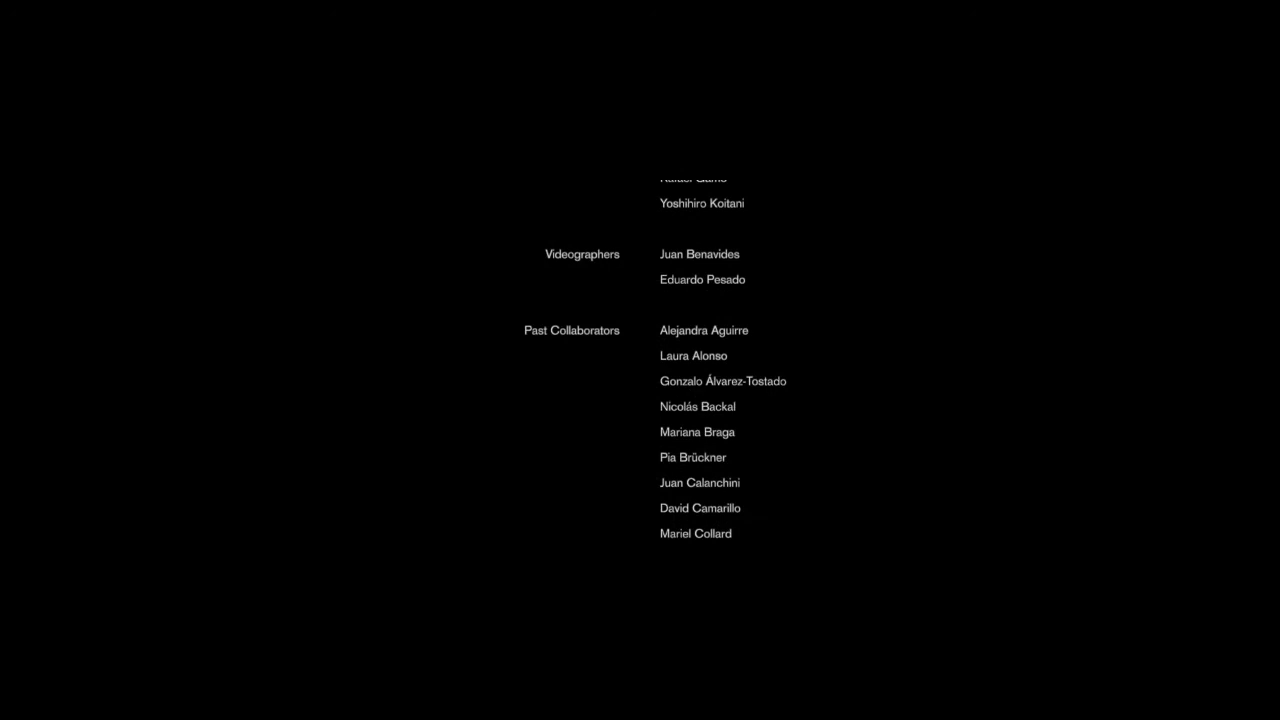 Yoshihiro Koitani
Videographers Juan Benavides
Eduardo Pesado
Past Collaborators Alejandra Aguirre
Laura Alonso
Gonzalo Álvarez-Tostado
Nicolás Backal
Mariana Braga
Pia Brückner
Juan Calanchini
David Camarillo
Mariel Collard